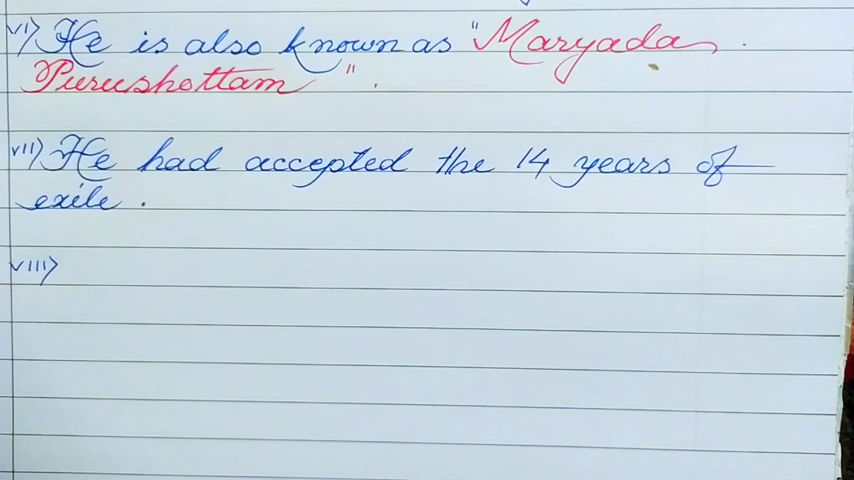 VI) He is also known as "Maryada
Purushottam".
VII) He had accepted the 14 years of
exile.
VIII)